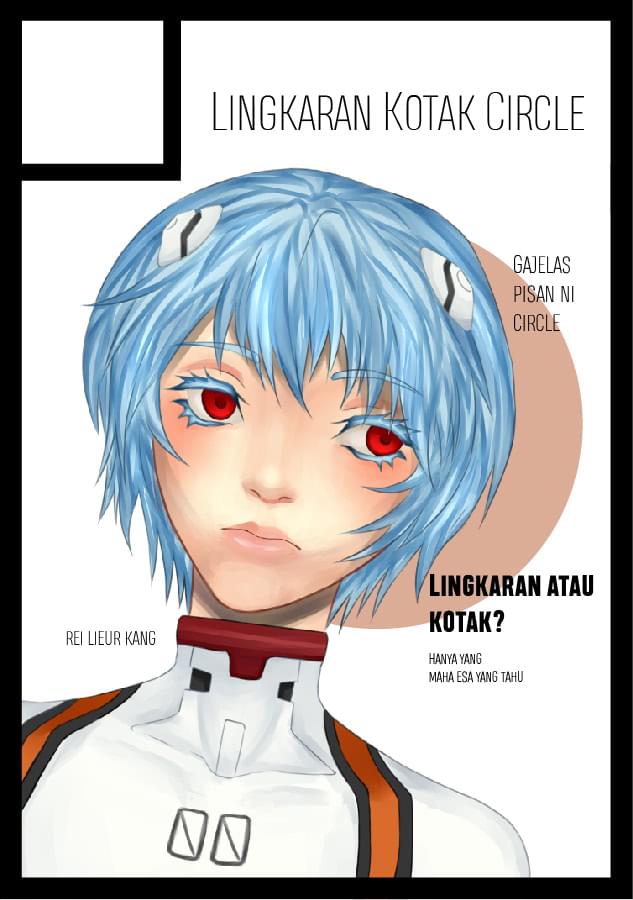 Lingkaran Kotak Circle
Gajelas
pisan ni
circle
Lingkaran atau
kotak?
Hanya yang
Maha Esa yang tahu
Rei lieur kang
00